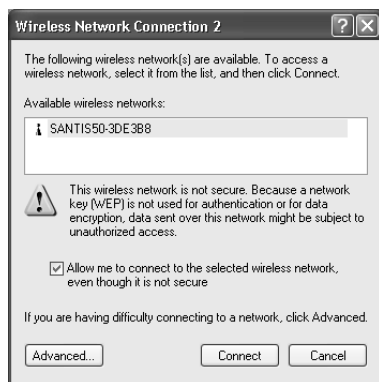 Wireless Network Connection 2
The following wireless network(s) are available. To access a
wireless network, select it from the list, and then click Connect.
Available wireless networks:
SANTIS50-3DE3B8
This wireless network is not secure. Because a network
key (WEP) is not used for authentication or for data
encryption, data sent over this network might be subject to
unauthorized access.
Allow me to connect to the selected wireless network,
even though it is not secure
If you are having difficulty connecting to a network, click Advanced.
Advanced... Connect Cancel